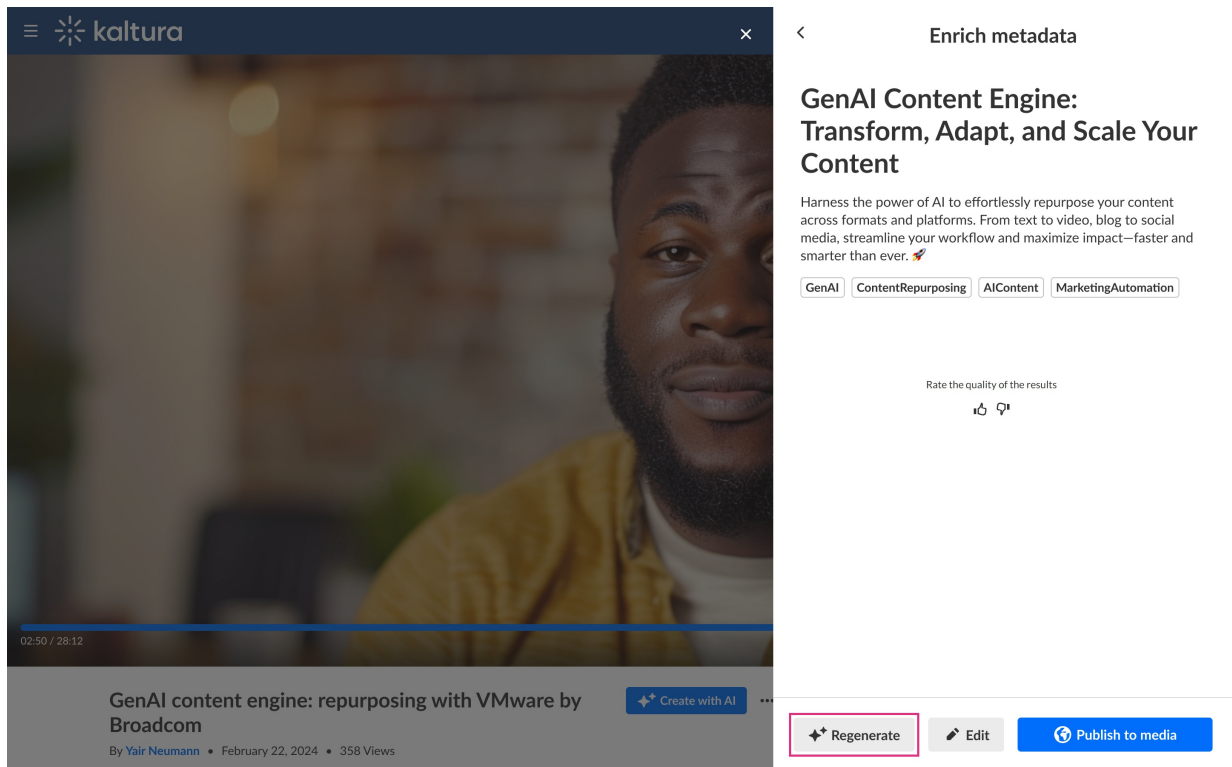 kaltura
Enrich metadata
GenAI Content Engine:
Transform, Adapt, and Scale Your
Content
Harness the power of AI to effortlessly repurpose your content
across formats and platforms. From text to video, blog to social
media, streamline your workflow and maximize impact—faster and
smarter than ever. 🚀
GenAI ContentRepurposing AIContent MarketingAutomation
Rate the quality of the results
02:50 / 28:12
GenAI content engine: repurposing with VMware by
Broadcom
Create with AI
By Yair Neumann • February 22, 2024 • 358 Views
Regenerate
Edit
Publish to media